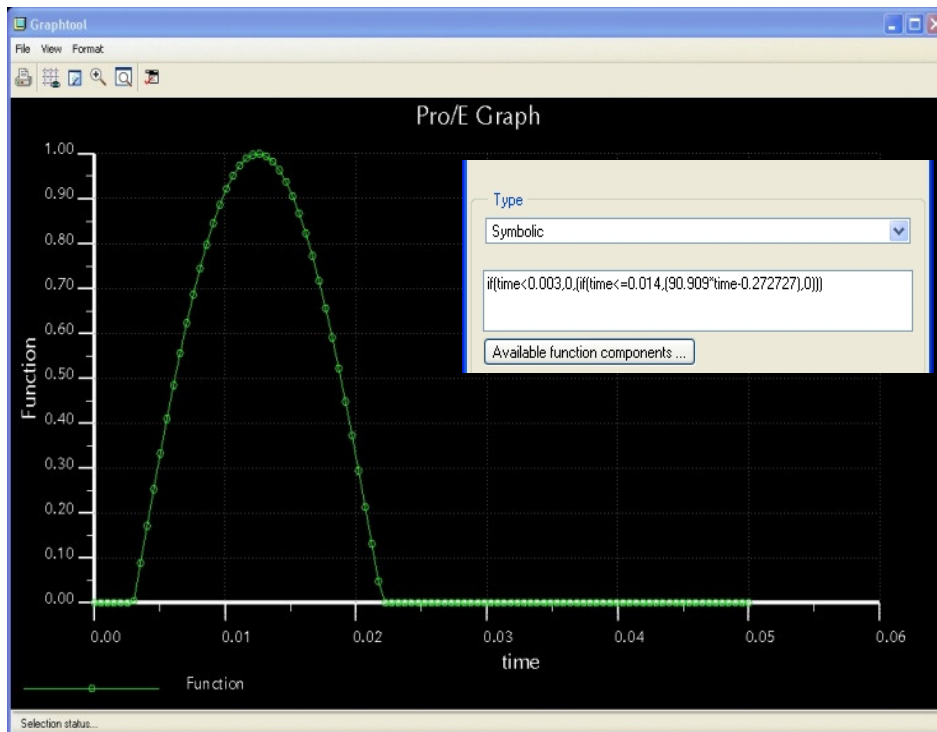 Graphtool
File View Format
Pro/E Graph
1.00
0.90
0.80
0.70
0.60
0.50
0.40
0.30
0.20
0.10
0.00
Function
0.00 0.01 0.02 0.03 0.04 0.05 0.06
time
Function
Type
Symbolic
if(time<0.003,0,(if(time<=0.014,(90.909*time-0.272727),0)))
Available function components ...
Selection status...